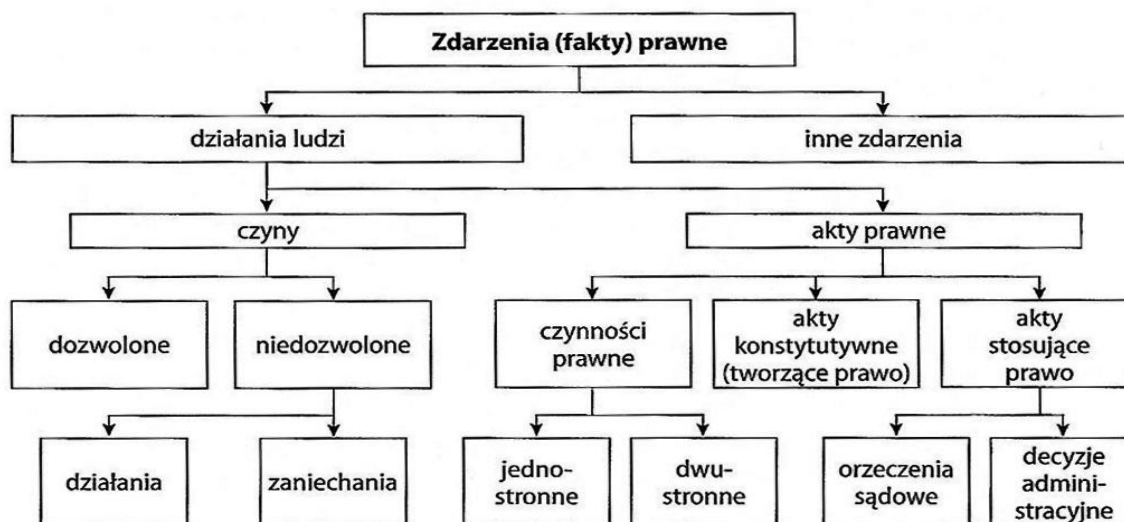 Zdarzenia (fakty) prawne
działania ludzi
inne zdarzenia
czyny
akty prawne
dozwolone
niedozwolone
czynności
prawne
akty
konstytutywne
(tworzące prawo)
akty
stosujące
prawo
działania
zaniechania
jedno-
stronne
dwu-
stronne
orzeczenia
sądowe
decyzje
admini-
stracyjne